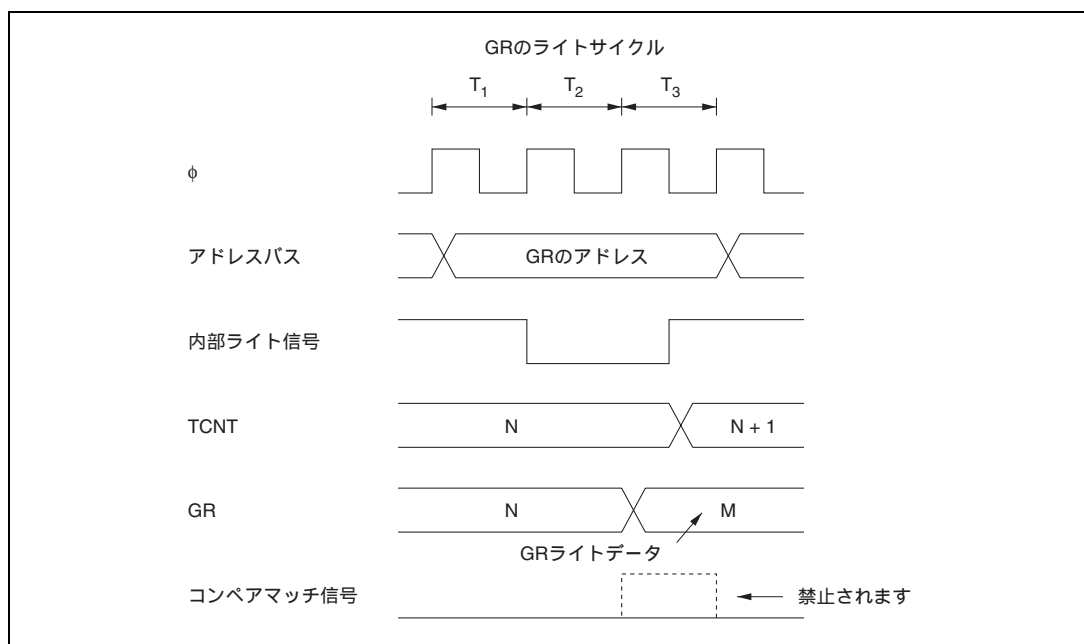 GRのライトサイクル
T1 T2 T3
φ
アドレスバス GRのアドレス
内部ライト信号
TCNT N N + 1
GR N M
GRライトデータ
コンペアマッチ信号 禁止されます